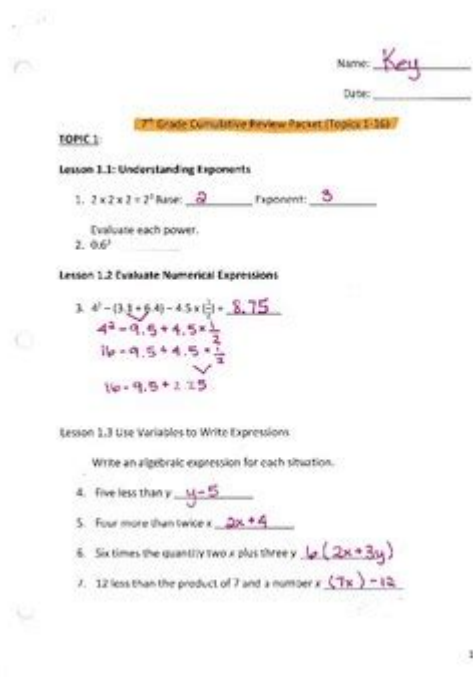 Name: Key
Date:
7th Grade Cumulative Review Packet (Topics 1-16)
TOPIC 1:
Lesson 1.1: Understanding Exponents
1. 2 x 2 x 2 = 2³ Base: 2 Exponent: 3
Evaluate each power.
2. 0.6²
Lesson 1.2 Evaluate Numerical Expressions
3. 4² – (3.1 + 6.4) – 4.5 x (½) = 8.75
4² - 9.5 + 4.5 × ½
16 - 9.5 + 4.5 × ½
16 - 9.5 + 2.25
Lesson 1.3 Use Variables to Write Expressions
Write an algebraic expression for each situation.
4. Five less than y y-5
5. Four more than twice x 2x+4
6. Six times the quantity two x plus three y 6(2x+3y)
7. 12 less than the product of 7 and a number x (7x)-12
1